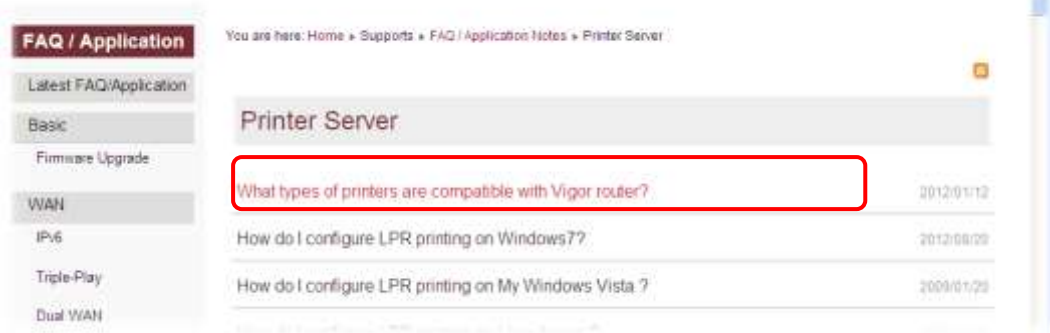 FAQ / Application
You are here: Home » Supports » FAQ / Application Notes » Printer Server
Latest FAQ/Application
Basic
Printer Server
Firmware Upgrade
What types of printers are compatible with Vigor router? 2012/01/12
WAN
IPv6
How do I configure LPR printing on Windows7?
Triple-Play
How do I configure LPR printing on My Windows Vista ? 2009/01/20
Dual WAN